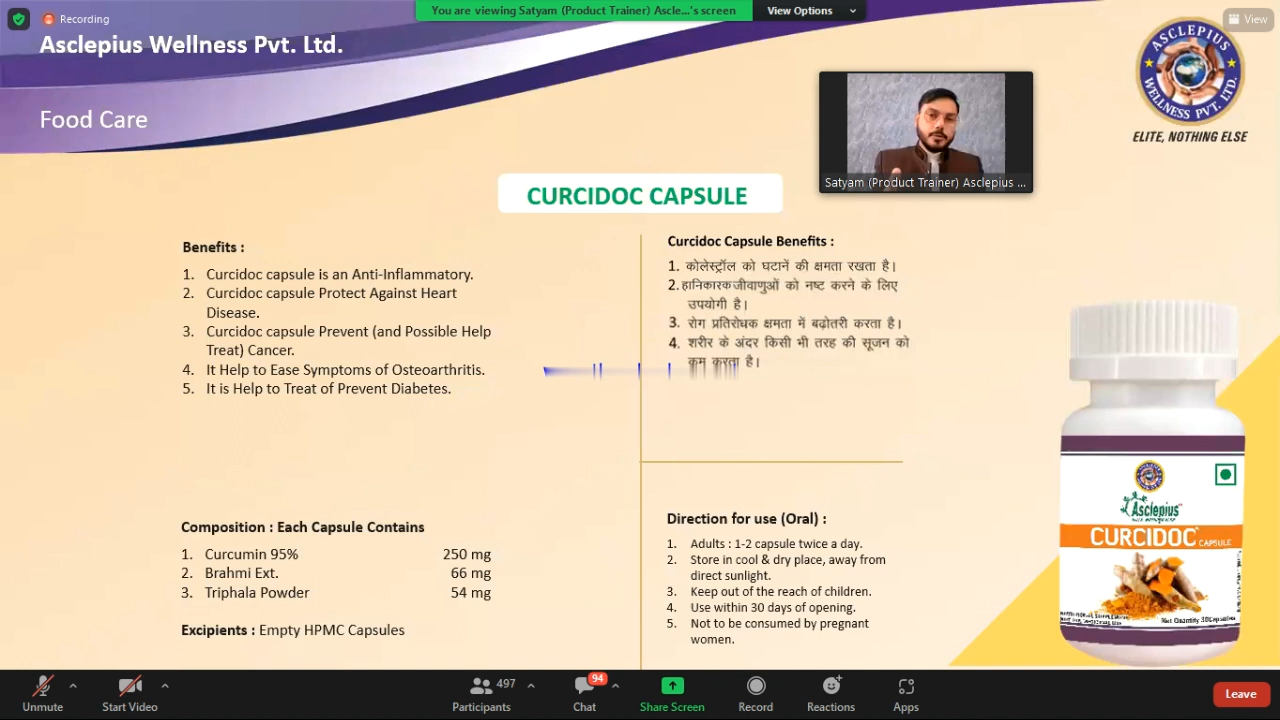 Recording
You are viewing Satyam (Product Trainer) Ascle...'s screen
View Options
View
Asclepius Wellness Pvt. Ltd.
Food Care
ASCLEPIUS
WELLNESS PVT. LTD.
ELITE, NOTHING ELSE
Satyam (Product Trainer) Asclepius ...
CURCIDOC CAPSULE
Benefits :
1. Curcidoc capsule is an Anti-Inflammatory.
2. Curcidoc capsule Protect Against Heart
Disease.
3. Curcidoc capsule Prevent (and Possible Help
Treat) Cancer.
4. It Help to Ease Symptoms of Osteoarthritis.
5. It is Help to Treat of Prevent Diabetes.
Curcidoc Capsule Benefits :
1. कोलेस्ट्रॉल को घटानें की क्षमता रखता है।
2. हानिकारक जीवाणुओं को नष्ट करने के लिए
उपयोगी है।
3. रोग प्रतिरोधक क्षमता में बढ़ोतरी करता है।
4. शरीर के अंदर किसी भी तरह की सूजन को
कम करता है।
Composition : Each Capsule Contains
1. Curcumin 95% 250 mg
2. Brahmi Ext. 66 mg
3. Triphala Powder 54 mg
Excipients : Empty HPMC Capsules
Direction for use (Oral) :
1. Adults : 1-2 capsule twice a day.
2. Store in cool & dry place, away from
direct sunlight.
3. Keep out of the reach of children.
4. Use within 30 days of opening.
5. Not to be consumed by pregnant
women.
Asclepius
CURCIDOC CAPSULE
Net Quantity 30Capsules
Unmute
Start Video
497
Participants
94
Chat
Share Screen
Record
Reactions
Apps
Leave